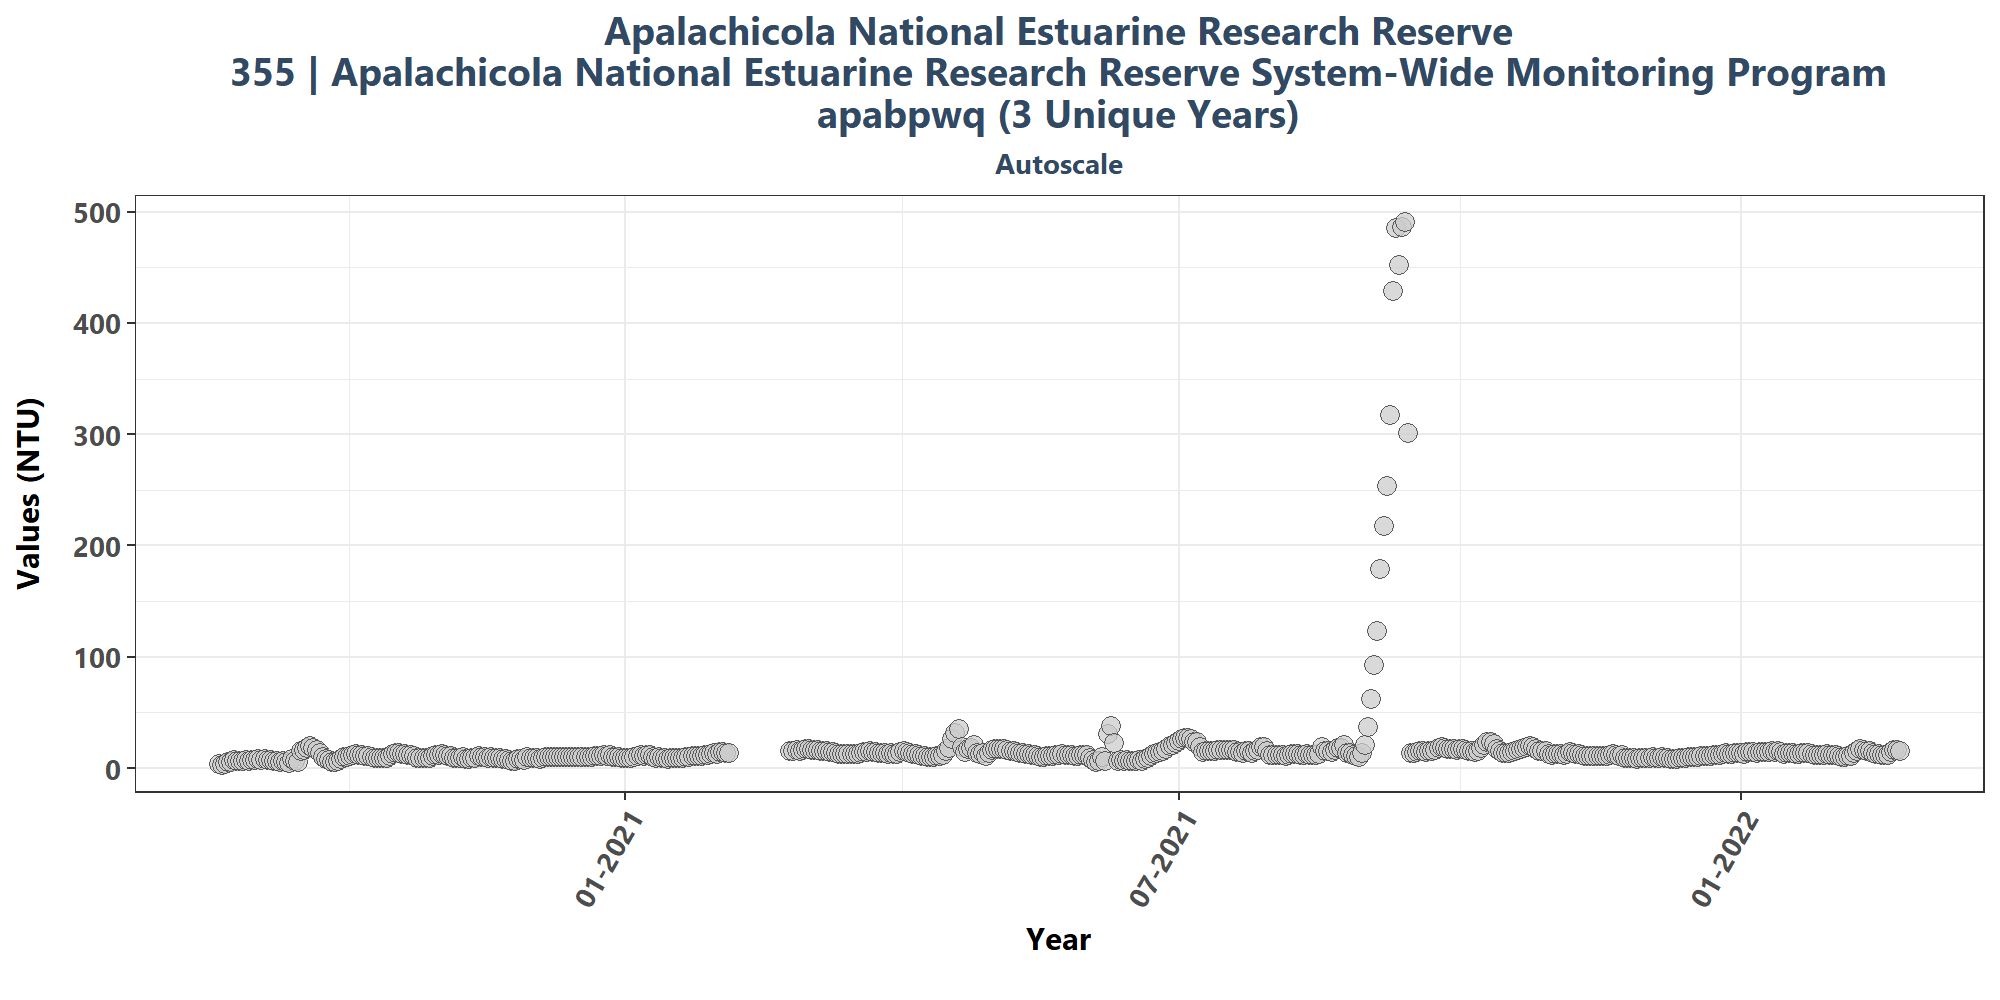 Apalachicola National Estuarine Research Reserve
355 | Apalachicola National Estuarine Research Reserve System-Wide Monitoring Program
apabpwq (3 Unique Years)
Autoscale
500
400
300
200
100
0
Values (NTU)
01-2021
07-2021
01-2022
Year